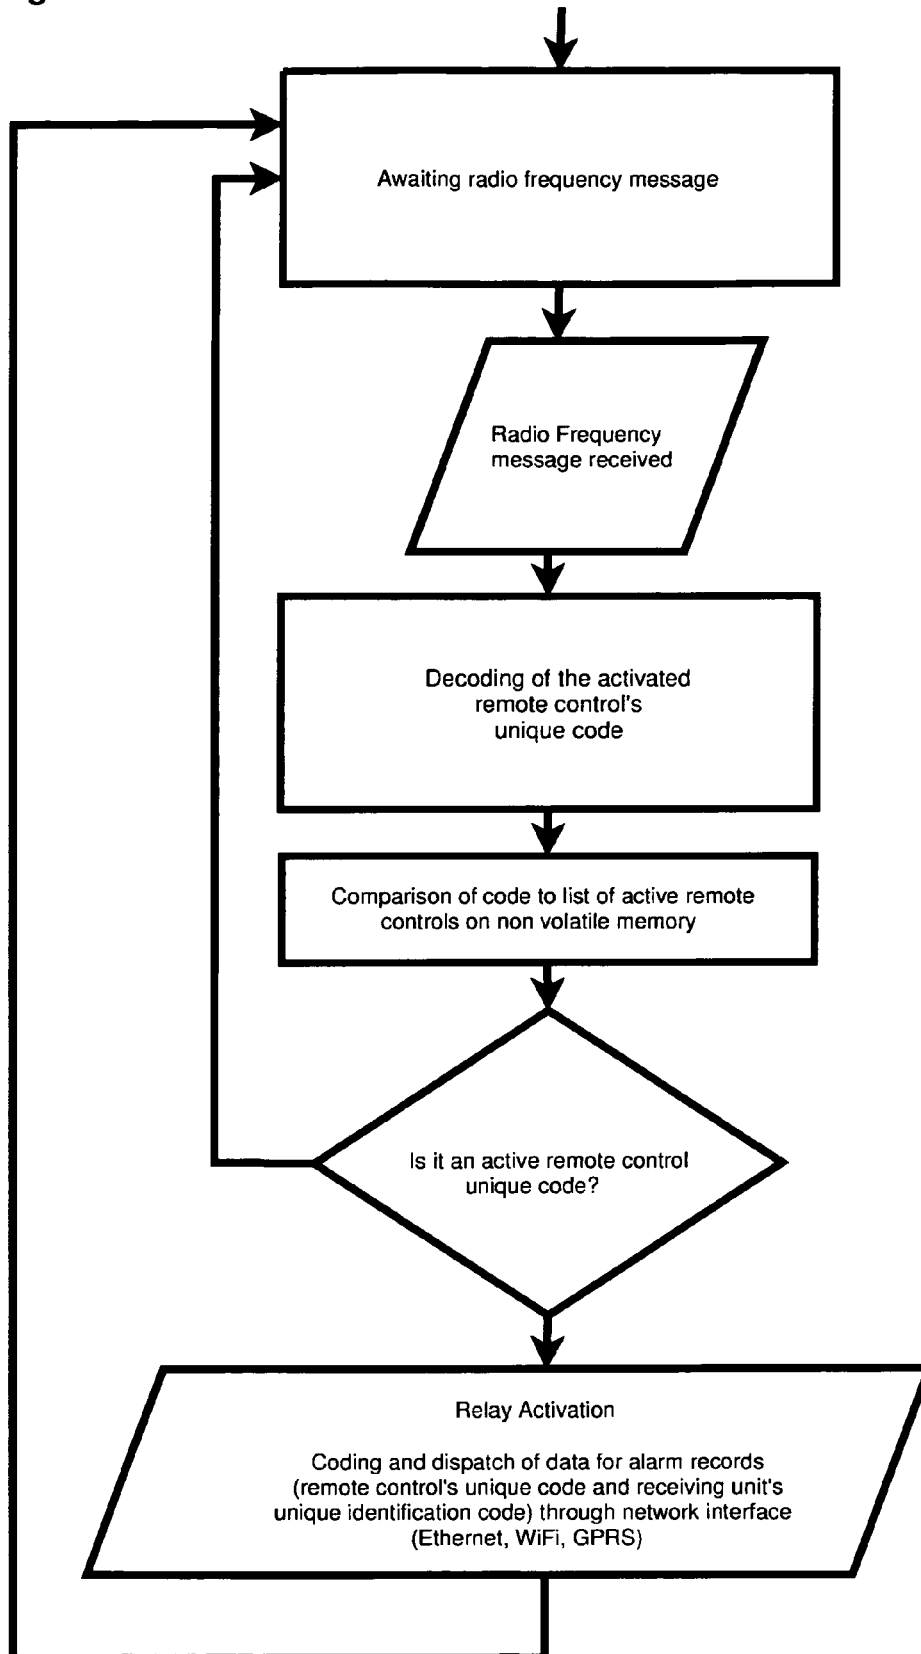 g
Awaiting radio frequency message
Radio Frequency
message received
Decoding of the activated
remote control's
unique code
Comparison of code to list of active remote
controls on non volatile memory
Is it an active remote control
unique code?
Relay Activation
Coding and dispatch of data for alarm records
(remote control's unique code and receiving unit's
unique identification code) through network interface
(Ethernet, WiFi, GPRS)